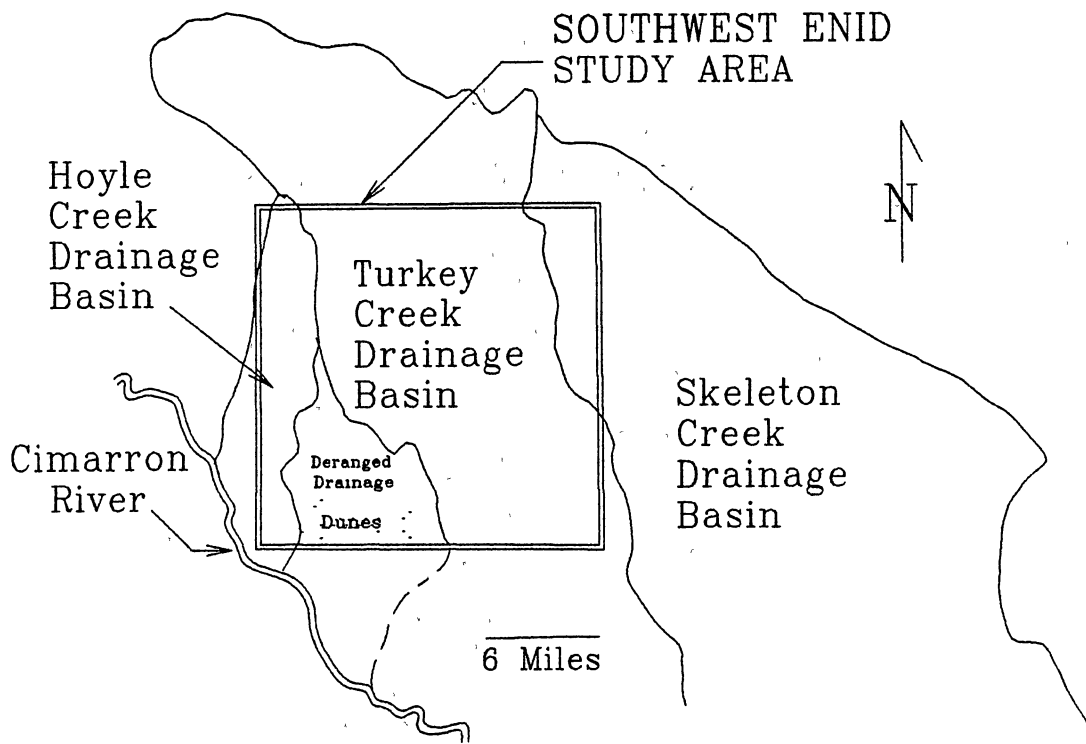 SOUTHWEST ENID
STUDY AREA
Hoyle
Creek
Drainage
Basin
N
Turkey
Creek
Drainage
Basin
Skeleton
Creek
Drainage
Basin
Cimarron
River
Deranged
Drainage
Dunes
6 Miles